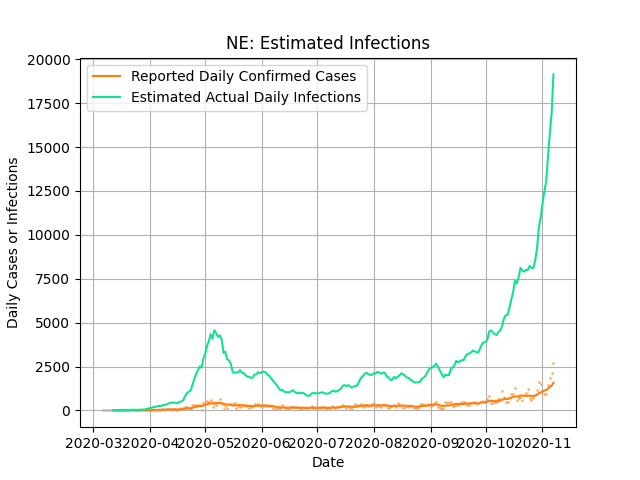 NE: Estimated Infections
Reported Daily Confirmed Cases
Estimated Actual Daily Infections
Daily Cases or Infections
20000
17500
15000
12500
10000
7500
5000
2500
0
2020-03 2020-04 2020-05 2020-06 2020-07 2020-08 2020-09 2020-10 2020-11
Date